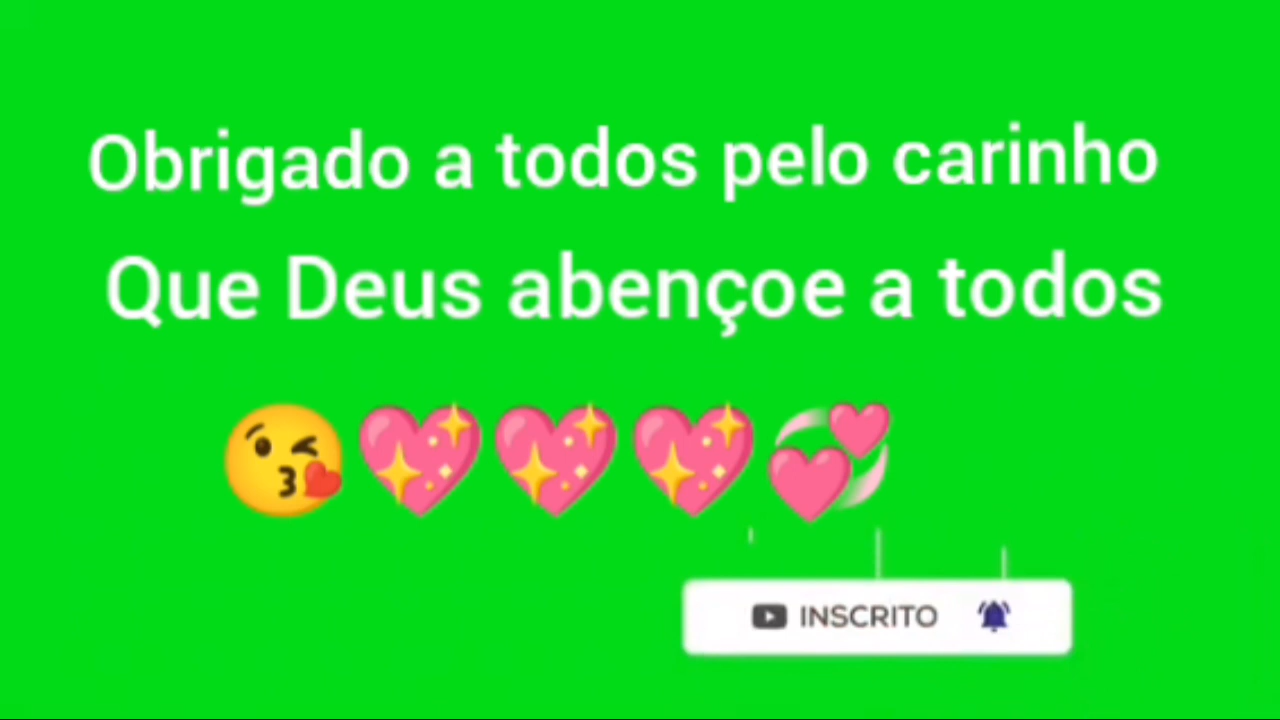 Obrigado a todos pelo carinho
Que Deus abençoe a todos
😘💖💖💖💞
INSCRITO